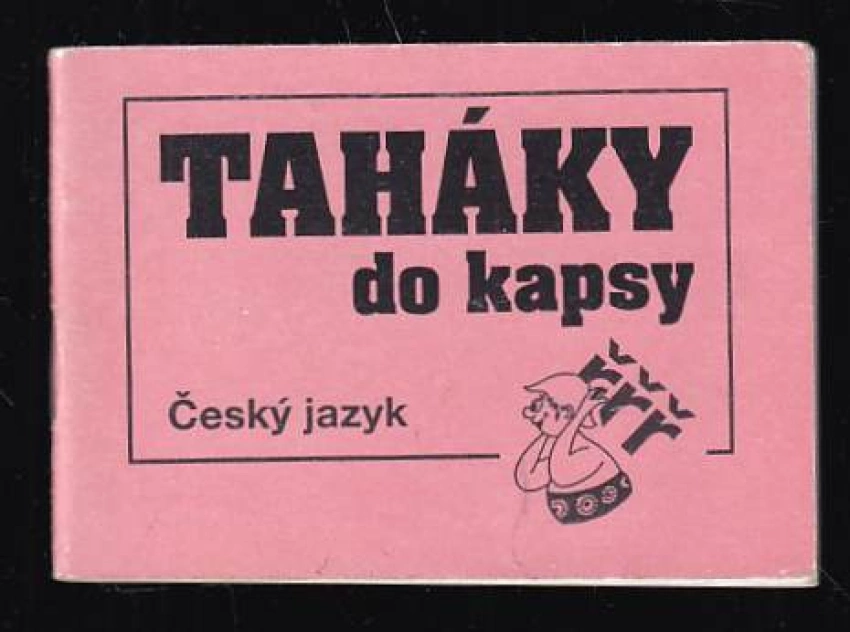 TAHÁKY
do kapsy
Český jazyk
řřř